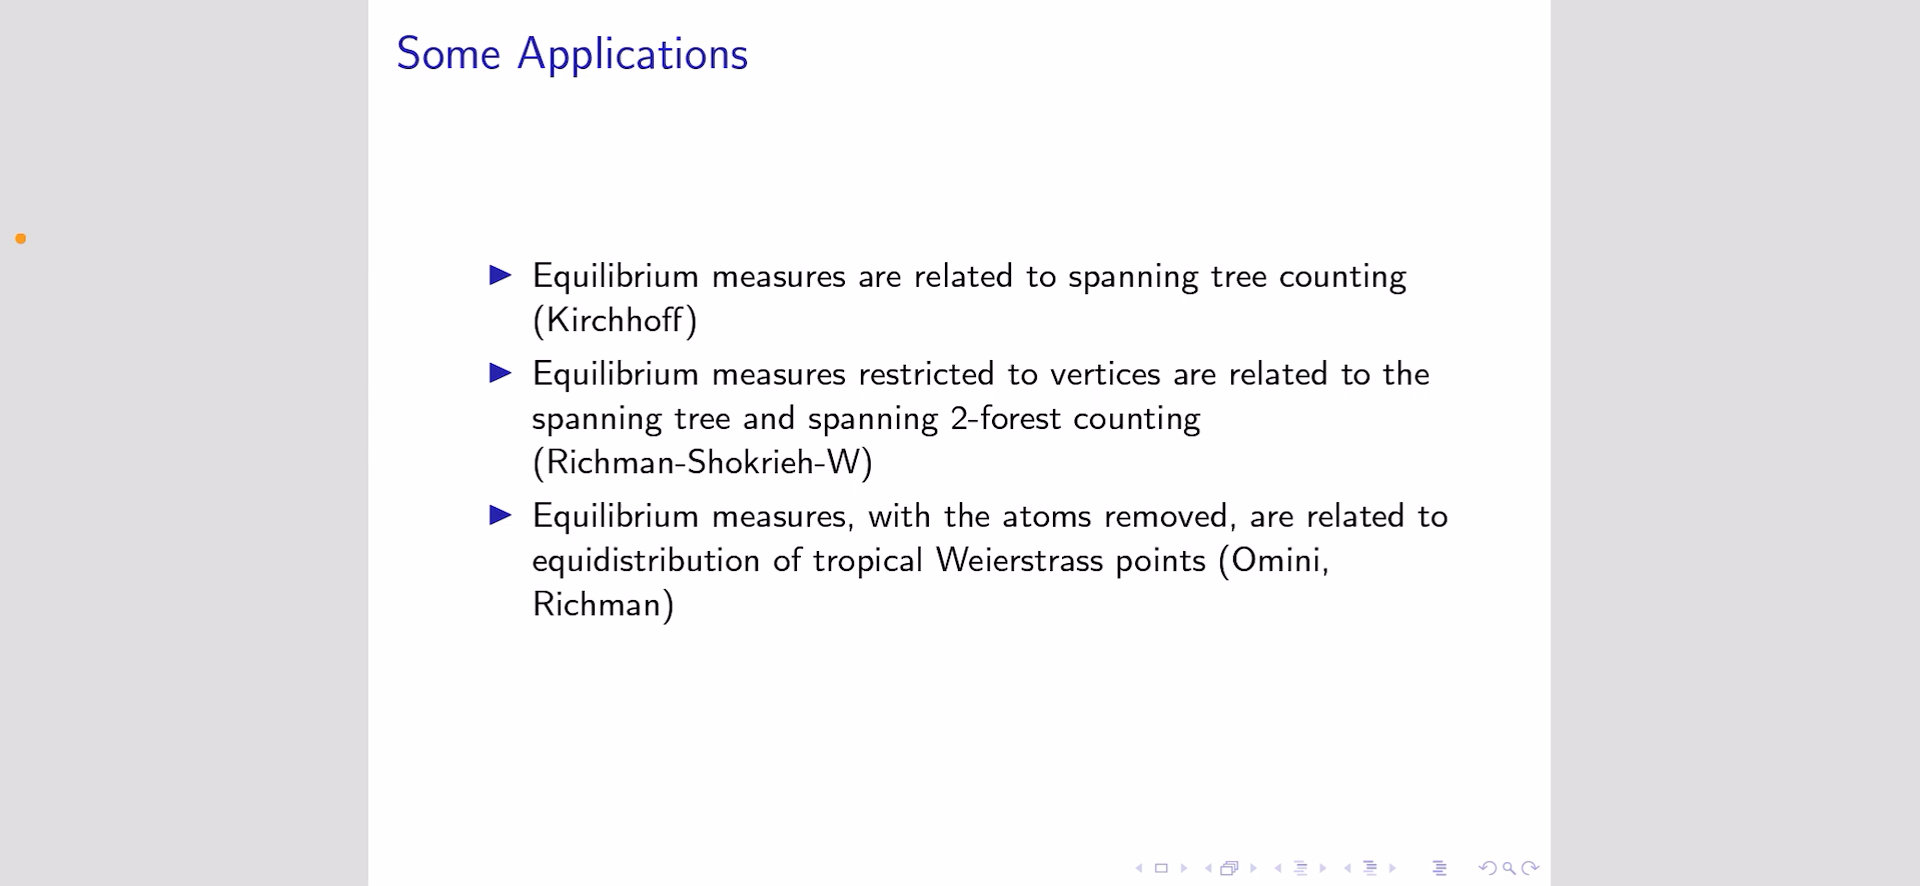 Some Applications
Equilibrium measures are related to spanning tree counting
(Kirchhoff)
Equilibrium measures restricted to vertices are related to the
spanning tree and spanning 2-forest counting
(Richman-Shokrieh-W)
Equilibrium measures, with the atoms removed, are related to
equidistribution of tropical Weierstrass points (Omini,
Richman)